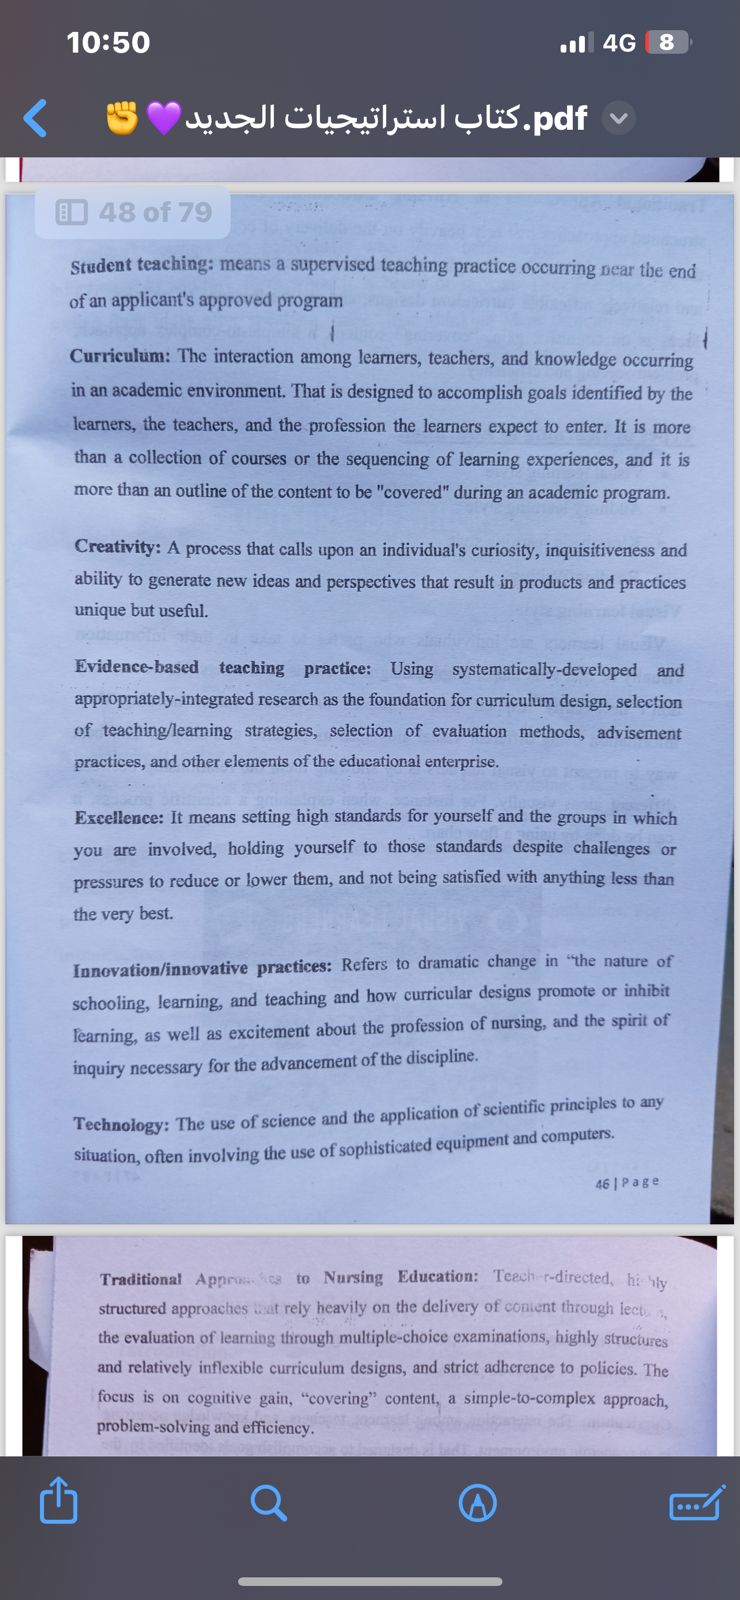 10:50
4G 8
كتاب استراتيجيات الجديد💜✊.pdf
48 of 79
Student teaching: means a supervised teaching practice occurring near the end
of an applicant's approved program
Curriculum: The interaction among learners, teachers, and knowledge occurring
in an academic environment. That is designed to accomplish goals identified by the
learners, the teachers, and the profession the learners expect to enter. It is more
than a collection of courses or the sequencing of learning experiences, and it is
more than an outline of the content to be "covered" during an academic program.
Creativity: A process that calls upon an individual's curiosity, inquisitiveness and
ability to generate new ideas and perspectives that result in products and practices
unique but useful.
Evidence-based teaching practice: Using systematically-developed and
appropriately-integrated research as the foundation for curriculum design, selection
of teaching/learning strategies, selection of evaluation methods, advisement
practices, and other elements of the educational enterprise.
Excellence: It means setting high standards for yourself and the groups in which
you are involved, holding yourself to those standards despite challenges or
pressures to reduce or lower them, and not being satisfied with anything less than
the very best.
Innovation/innovative practices: Refers to dramatic change in “the nature of
schooling, learning, and teaching and how curricular designs promote or inhibit
learning, as well as excitement about the profession of nursing, and the spirit of
inquiry necessary for the advancement of the discipline.
Technology: The use of science and the application of scientific principles to any
situation, often involving the use of sophisticated equipment and computers.
46 | Page
Traditional to Nursing Education:
structured approaches rely heavily on the delivery of content through
the evaluation of learning through multiple-choice examinations, highly structures
and relatively inflexible curriculum designs, and strict adherence to policies. The
focus is on cognitive gain, “covering” content, a simple-to-complex approach,
problem-solving and efficiency.